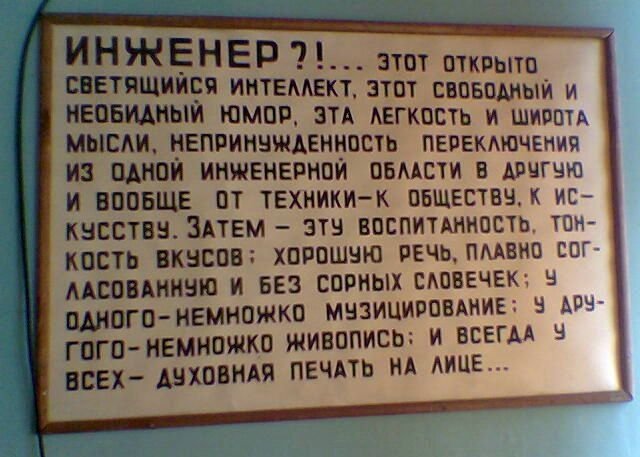 ИНЖЕНЕР?!... ЭТОТ ОТКРЫТО
СВЕТЯЩИЙСЯ ИНТЕЛЛЕКТ, ЭТОТ СВОБОДНЫЙ И
НЕОБИДНЫЙ ЮМОР, ЭТА ЛЕГКОСТЬ И ШИРОТА
МЫСЛИ, НЕПРИНУЖДЕННОСТЬ ПЕРЕКЛЮЧЕНИЯ
ИЗ ОДНОЙ ИНЖЕНЕРНОЙ ОБЛАСТИ В ДРУГУЮ
И ВООБЩЕ ОТ ТЕХНИКИ-К ОБЩЕСТВУ, К ИС-
КУССТВУ. ЗАТЕМ - ЭТУ ВОСПИТАННОСТЬ, ТОН-
КОСТЬ ВКУСОВ; ХОРОШУЮ РЕЧЬ, ПЛАВНО СОГ-
ЛАСОВАННУЮ И БЕЗ СОРНЫХ СЛОВЕЧЕК; У
ОДНОГО-НЕМНОЖКО МУЗИЦИРОВАНИЕ; У ДРУ-
ГОГО-НЕМНОЖКО ЖИВОПИСЬ; И ВСЕГДА У
ВСЕХ- ДУХОВНАЯ ПЕЧАТЬ НА ЛИЦЕ...